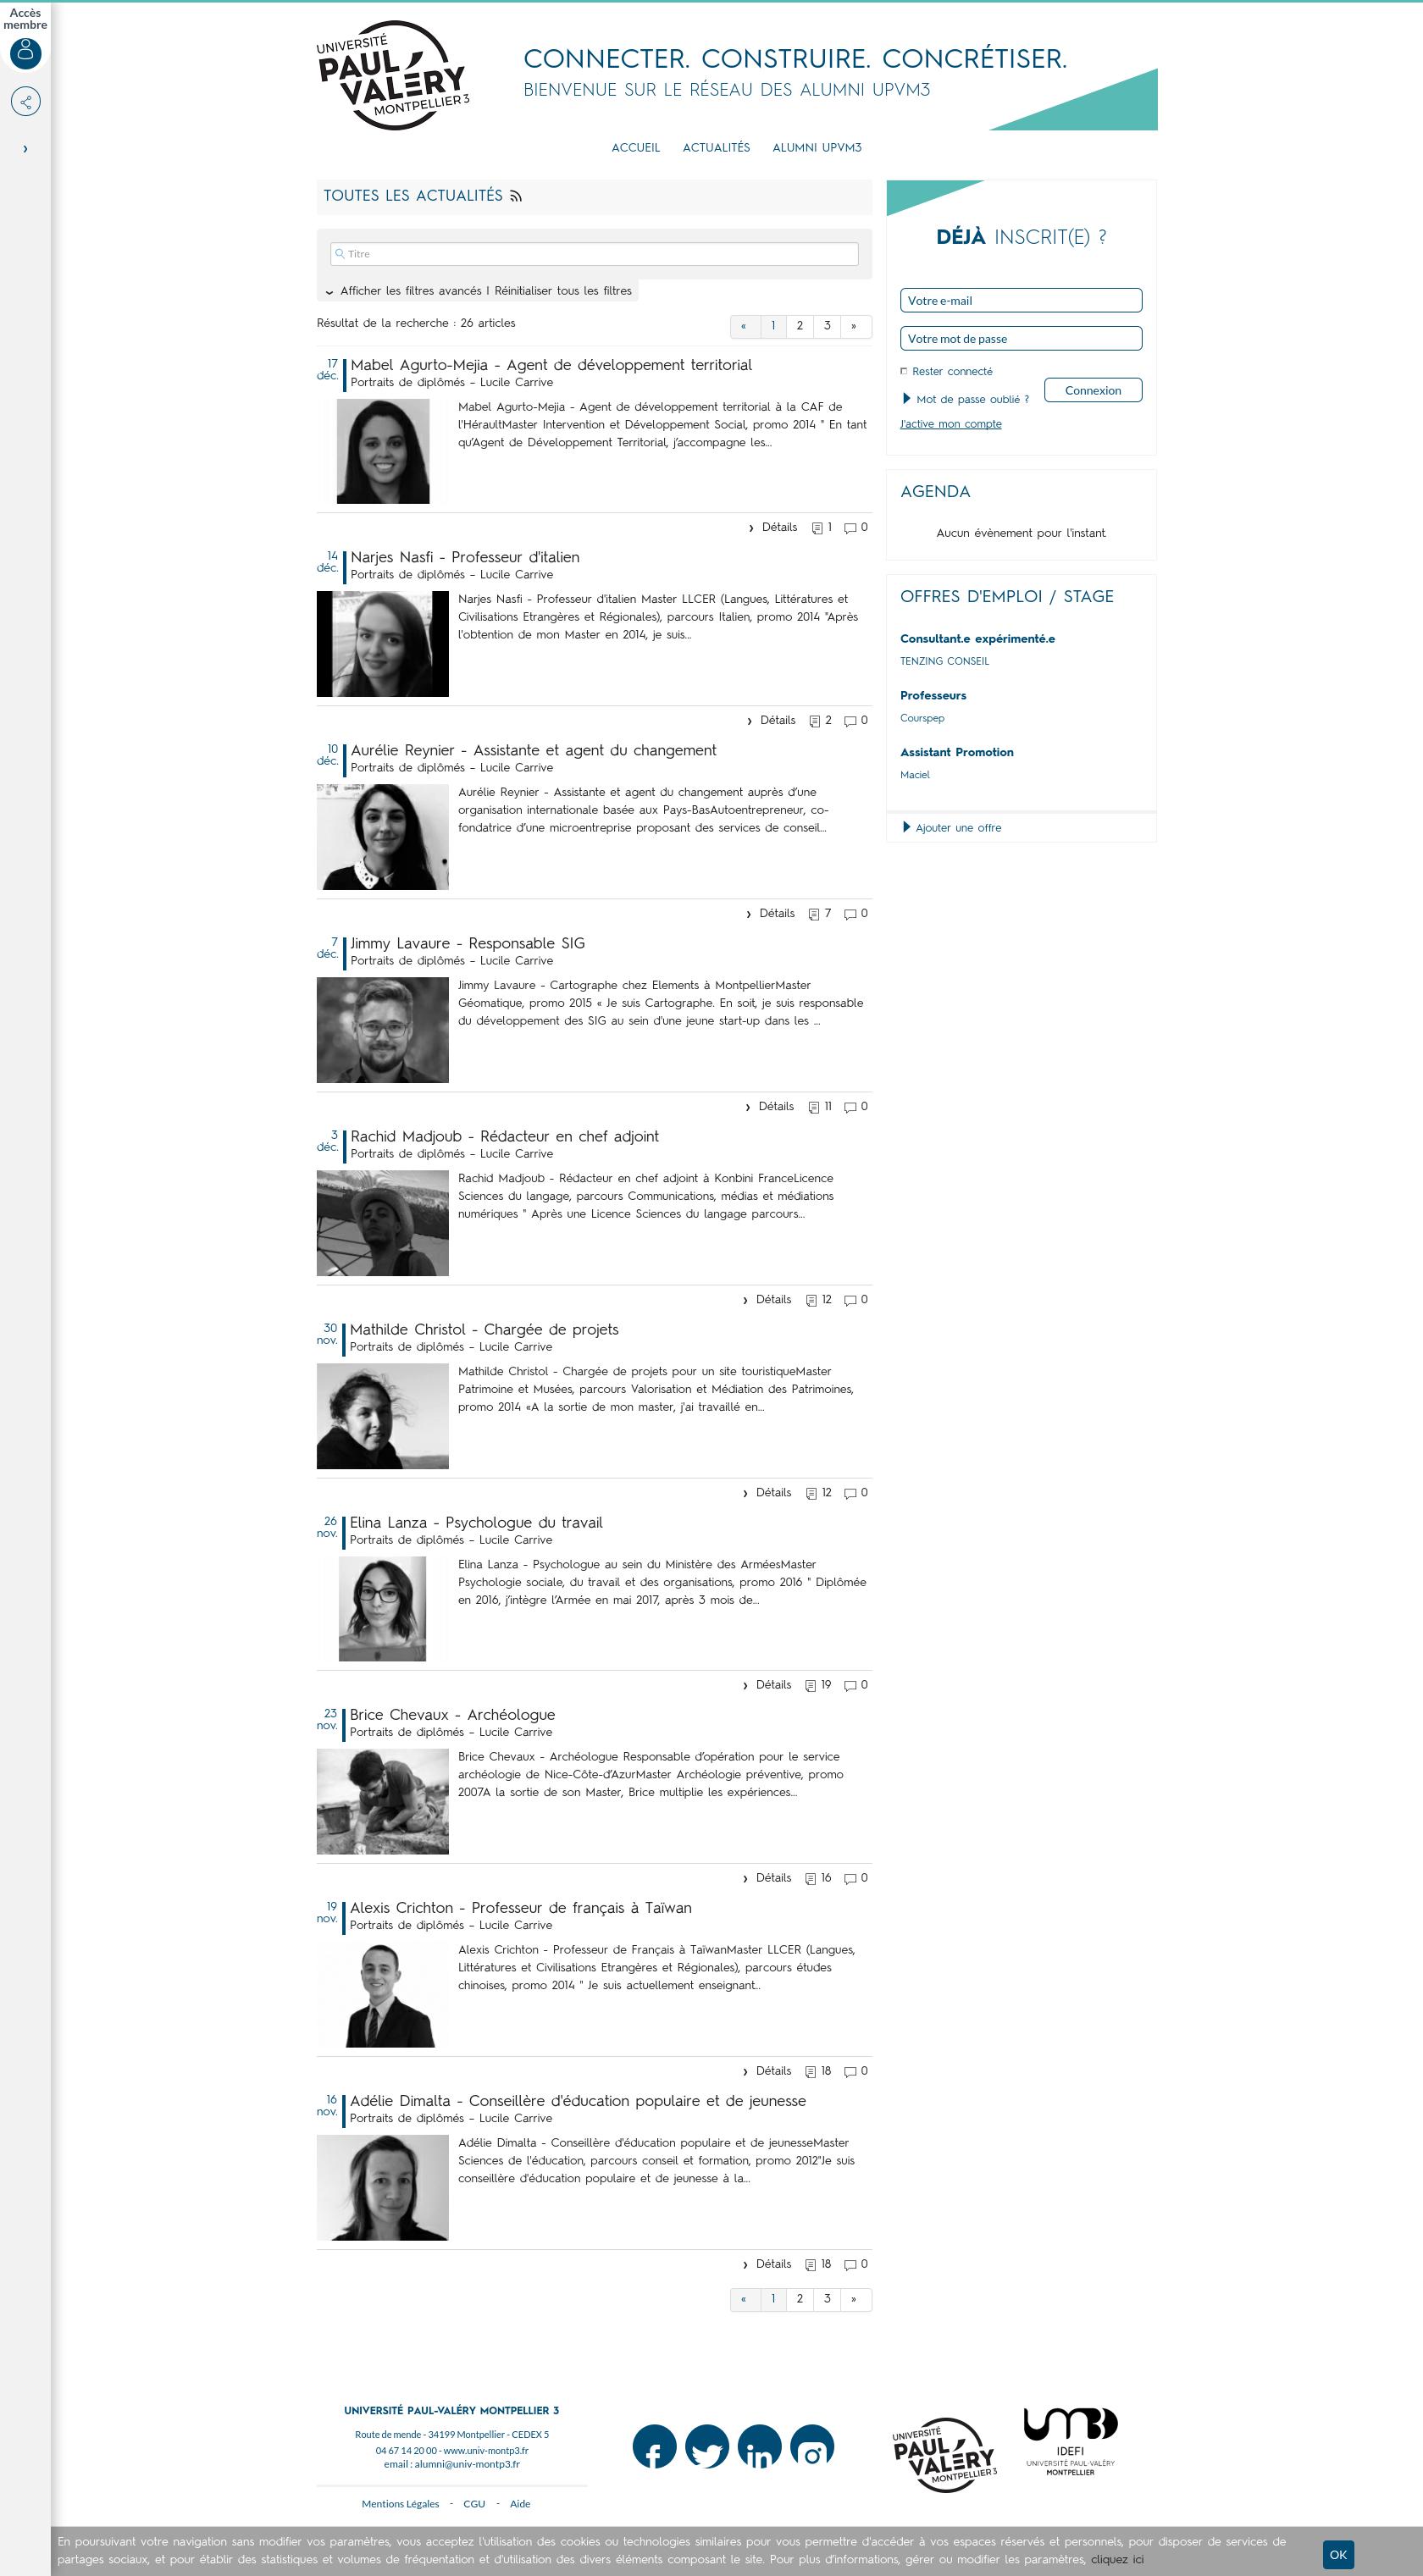 Accès
membre
UNIVERSITÉ
PAUL
VALÉRY
MONTPELLIER 3
CONNECTER. CONSTRUIRE. CONCRÉTISER.
BIENVENUE SUR LE RÉSEAU DES ALUMNI UPVM3
ACCUEIL ACTUALITÉS ALUMNI UPVM3
TOUTES LES ACTUALITÉS
Titre
Afficher les filtres avancés | Réinitialiser tous les filtres
Résultat de la recherche : 26 articles
« 1 2 3 »
17
déc.
Mabel Agurto-Mejia - Agent de développement territorial
Portraits de diplômés - Lucile Carrive
Mabel Agurto-Mejia - Agent de développement territorial à la CAF de
l'HéraultMaster Intervention et Développement Social, promo 2014 " En tant
qu’Agent de Développement Territorial, j’accompagne les...
Détails 1 0
14
déc.
Narjes Nasfi - Professeur d'italien
Portraits de diplômés - Lucile Carrive
Narjes Nasfi - Professeur d'italien Master LLCER (Langues, Littératures et
Civilisations Etrangères et Régionales), parcours Italien, promo 2014 "Après
l'obtention de mon Master en 2014, je suis...
Détails 2 0
10
déc.
Aurélie Reynier - Assistante et agent du changement
Portraits de diplômés - Lucile Carrive
Aurélie Reynier - Assistante et agent du changement auprès d’une
organisation internationale basée aux Pays-BasAutoentrepreneur, co-
fondatrice d’une microentreprise proposant des services de conseil...
Détails 7 0
7
déc.
Jimmy Lavaure - Responsable SIG
Portraits de diplômés - Lucile Carrive
Jimmy Lavaure - Cartographe chez Elements à MontpellierMaster
Géomatique, promo 2015 « Je suis Cartographe. En soit, je suis responsable
du développement des SIG au sein d'une jeune start-up dans les ...
Détails 11 0
3
déc.
Rachid Madjoub - Rédacteur en chef adjoint
Portraits de diplômés - Lucile Carrive
Rachid Madjoub - Rédacteur en chef adjoint à Konbini FranceLicence
Sciences du langage, parcours Communications, médias et médiations
numériques " Après une Licence Sciences du langage parcours...
Détails 12 0
30
nov.
Mathilde Christol - Chargée de projets
Portraits de diplômés - Lucile Carrive
Mathilde Christol - Chargée de projets pour un site touristiqueMaster
Patrimoine et Musées, parcours Valorisation et Médiation des Patrimoines,
promo 2014 «A la sortie de mon master, j'ai travaillé en...
Détails 12 0
26
nov.
Elina Lanza - Psychologue du travail
Portraits de diplômés - Lucile Carrive
Elina Lanza - Psychologue au sein du Ministère des ArméesMaster
Psychologie sociale, du travail et des organisations, promo 2016 " Diplômée
en 2016, j’intègre l’Armée en mai 2017, après 3 mois de...
Détails 19 0
23
nov.
Brice Chevaux - Archéologue
Portraits de diplômés - Lucile Carrive
Brice Chevaux - Archéologue Responsable d’opération pour le service
archéologie de Nice-Côte-d’AzurMaster Archéologie préventive, promo
2007A la sortie de son Master, Brice multiplie les expériences...
Détails 16 0
19
nov.
Alexis Crichton - Professeur de français à Taïwan
Portraits de diplômés - Lucile Carrive
Alexis Crichton - Professeur de Français à TaïwanMaster LLCER (Langues,
Littératures et Civilisations Etrangères et Régionales), parcours études
chinoises, promo 2014 " Je suis actuellement enseignant...
Détails 18 0
16
nov.
Adélie Dimalta - Conseillère d'éducation populaire et de jeunesse
Portraits de diplômés - Lucile Carrive
Adélie Dimalta - Conseillère d'éducation populaire et de jeunesseMaster
Sciences de l'éducation, parcours conseil et formation, promo 2012"Je suis
conseillère d'éducation populaire et de jeunesse à la...
Détails 18 0
« 1 2 3 »
DÉJÀ INSCRIT(E) ?
Votre e-mail
Votre mot de passe
Rester connecté
Mot de passe oublié ?
Connexion
J'active mon compte
AGENDA
Aucun évènement pour l'instant.
OFFRES D'EMPLOI / STAGE
Consultant.e expérimenté.e
TENZING CONSEIL
Professeurs
Courspep
Assistant Promotion
Maciel
Ajouter une offre
UNIVERSITÉ PAUL-VALÉRY MONTPELLIER 3
Route de mende - 34199 Montpellier - CEDEX 5
04 67 14 20 00 - www.univ-montp3.fr
email : alumni@univ-montp3.fr
Mentions Légales - CGU - Aide
UNIVERSITÉ
PAUL
VALÉRY
MONTPELLIER 3
UM3
IDEFI
UNIVERSITÉ PAUL-VALÉRY
MONTPELLIER
En poursuivant votre navigation sans modifier vos paramètres, vous acceptez l'utilisation des cookies ou technologies similaires pour vous permettre d'accéder à vos espaces réservés et personnels, pour disposer de services de
partages sociaux, et pour établir des statistiques et volumes de fréquentation et d'utilisation des divers éléments composant le site. Pour plus d'informations, gérer ou modifier les paramètres, cliquez ici
OK